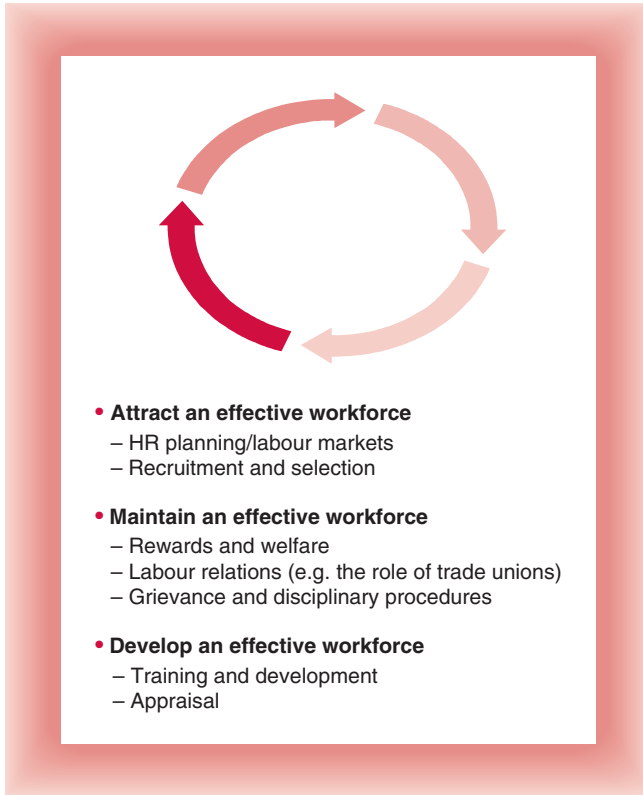 • Attract an effective workforce
– HR planning/labour markets
– Recruitment and selection
• Maintain an effective workforce
– Rewards and welfare
– Labour relations (e.g. the role of trade unions)
– Grievance and disciplinary procedures
• Develop an effective workforce
– Training and development
– Appraisal